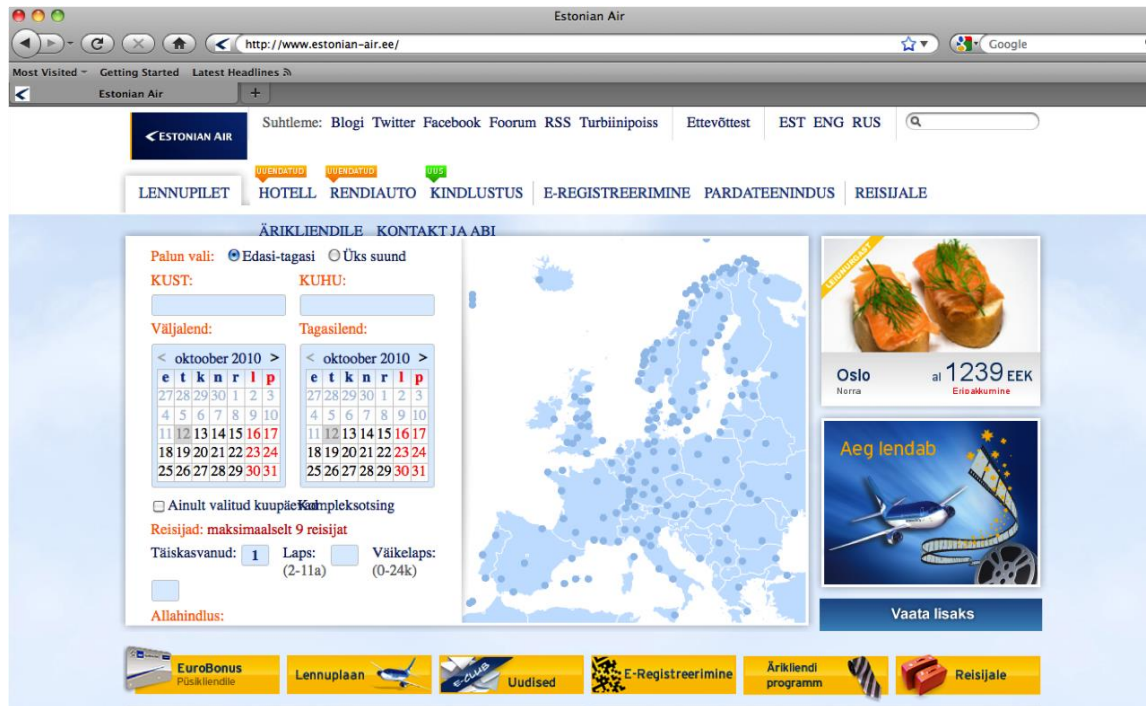 Estonian Air
http://www.estonian-air.ee/
Google
Most Visited Getting Started Latest Headlines
Estonian Air +
ESTONIAN AIR
Suhtleme: Blogi Twitter Facebook Foorum RSS Turbiinipoiss Ettevõttest EST ENG RUS
UUENDATUD UUENDATUD UUS
LENNUPILET HOTELL RENDIAUTO KINDLUSTUS E-REGISTREERIMINE PARDATEENINDUS REISIJALE
ÄRIKLIENDILE KONTAKT JA ABI
Palun vali: Edasi-tagasi Üks suund
KUST: KUHU:
Väljalend: Tagasilend:
< oktoober 2010 > < oktoober 2010 >
e t k n r l p e t k n r l p
27 28 29 30 1 2 3 27 28 29 30 1 2 3
4 5 6 7 8 9 10 4 5 6 7 8 9 10
11 12 13 14 15 16 17 11 12 13 14 15 16 17
18 19 20 21 22 23 24 18 19 20 21 22 23 24
25 26 27 28 29 30 31 25 26 27 28 29 30 31
Ainult valitud kuupäevad Kompleksotsing
Reisijad: maksimaalselt 9 reisijat
Täiskasvanud: 1 Laps: Väikelaps:
(2-11a) (0-24k)
Allahindlus:
LEIUNURGAST
Oslo al 1239 EEK
Norra Eripakkumine
Aeg lendab
Vaata lisaks
EuroBonus
Püsikliendile
Lennuplaan
E-CLUB
Uudised
E-Registreerimine
Ärikliendi
programm
Reisijale